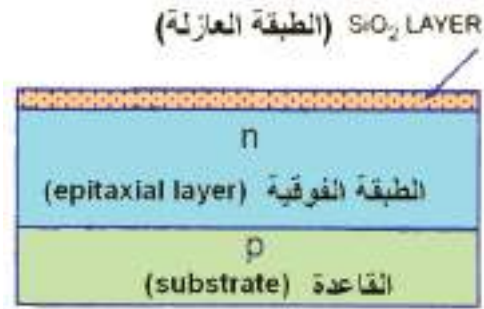 (الطبقة العازلة) SiO₂ LAYER
n
الطبقة الفوقية (epitaxial layer)
p
القاعدة (substrate)